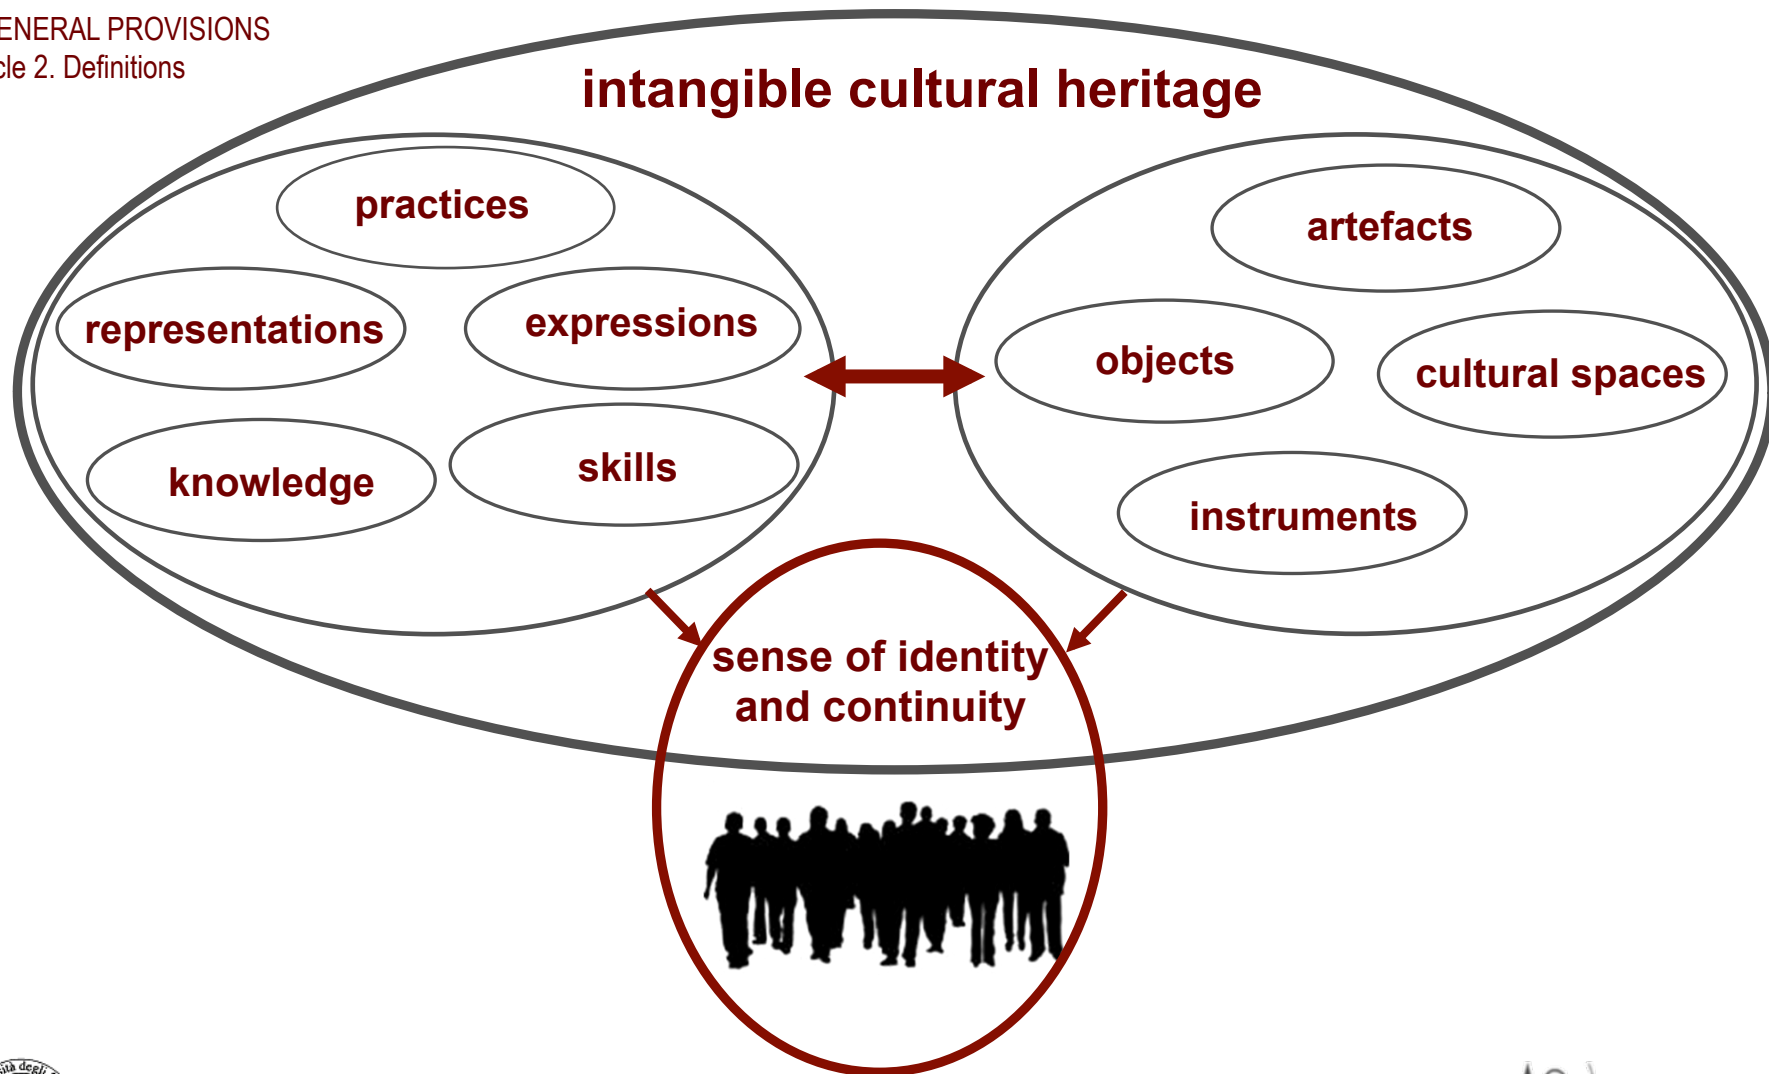 ENERAL PROVISIONS
cle 2. Definitions
intangible cultural heritage
practices
representations
expressions
knowledge
skills
artefacts
objects
cultural spaces
instruments
sense of identity
and continuity